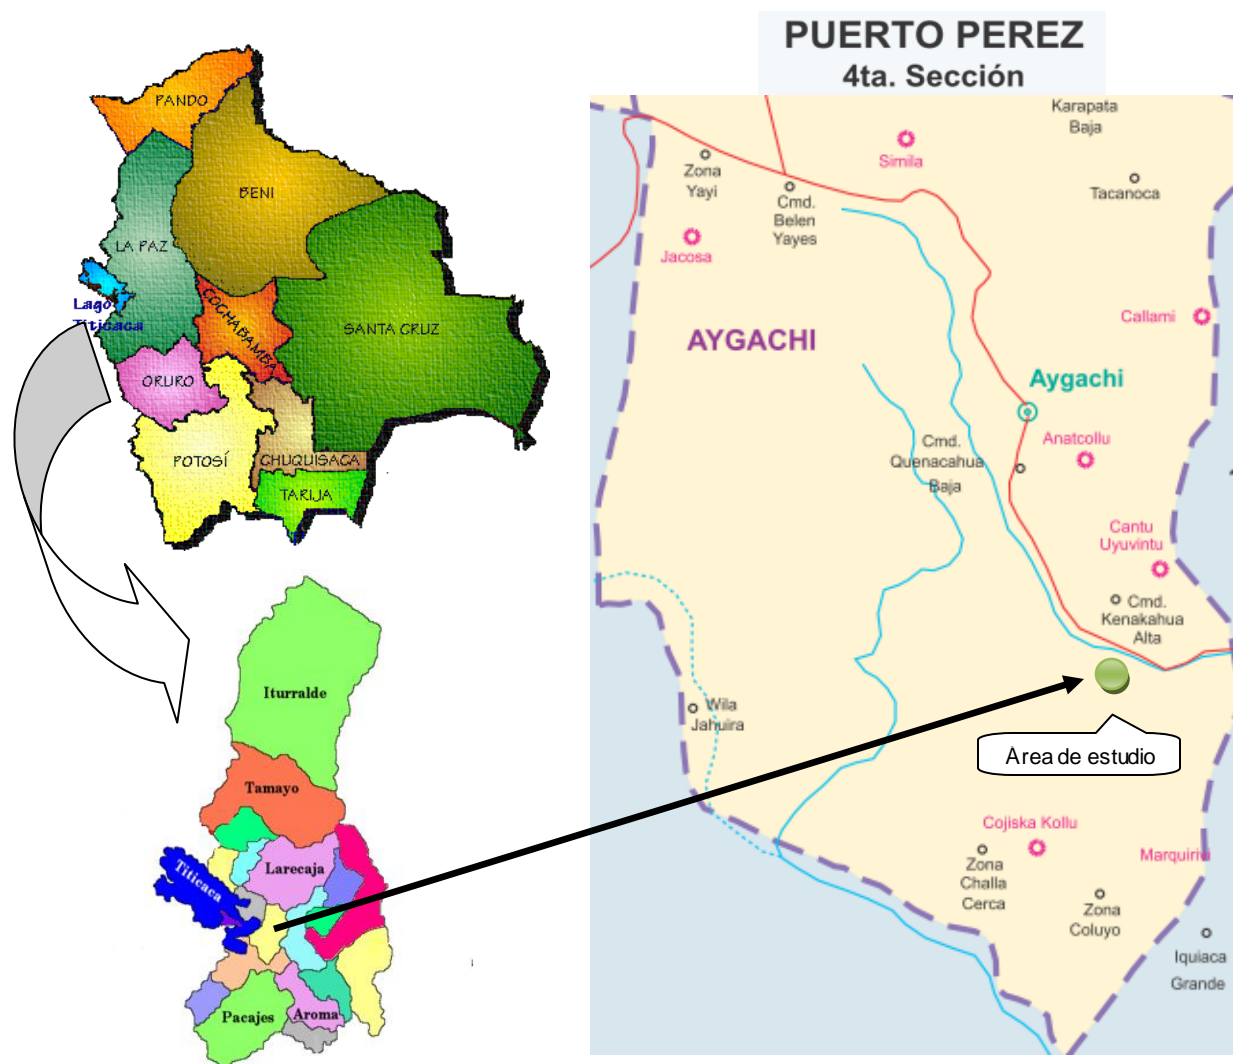 PUERTO PEREZ
4ta. Sección
PANDO
BENI
LA PAZ
Lago
Titicaca
COCHABAMBA
SANTA CRUZ
ORURO
POTOSÍ
CHUQUISACA
TARIJA
Iturralde
Tamayo
Larecaja
Titicaca
Pacajes
Aroma
Karapata
Baja
Simila
Zona
Yayi
Tacanoca
Cmd.
Belen
Yayes
Jacosa
Callami
AYGACHI
Aygachi
Anatcollu
Cmd.
Quenacahua
Baja
Cantu
Uyuvintu
Cmd.
Kenakahua
Alta
Wila
Jahuira
Área de estudio
Cojiska Kollu
Marquirivi
Zona
Challa
Cerca
Zona
Coluyo
Iquiaca
Grande